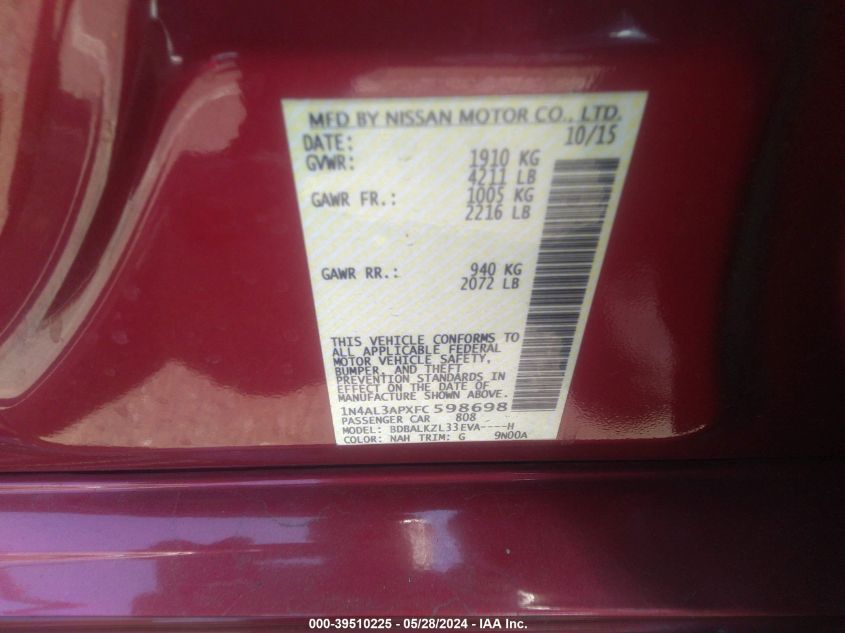 MFD BY NISSAN MOTOR CO., LTD.
DATE: 10/15
GVWR: 1910 KG
4211 LB
GAWR FR.: 1005 KG
2216 LB
GAWR RR.: 940 KG
2072 LB
THIS VEHICLE CONFORMS TO
ALL APPLICABLE FEDERAL
MOTOR VEHICLE SAFETY,
BUMPER, AND THEFT
PREVENTION STANDARDS IN
EFFECT ON THE DATE OF
MANUFACTURE SHOWN ABOVE.
1N4AL3APXFC598698
PASSENGER CAR 808
MODEL: BDBALKZL33EVA----H
COLOR: NAH TRIM: G 9N00A
000-39510225 - 05/28/2024 - IAA Inc.